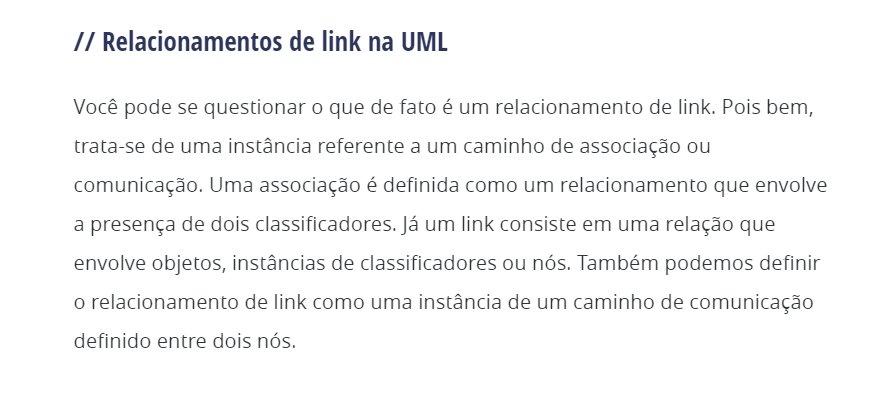 // Relacionamentos de link na UML
Você pode se questionar o que de fato é um relacionamento de link. Pois bem,
trata-se de uma instância referente a um caminho de associação ou
comunicação. Uma associação é definida como um relacionamento que envolve
a presença de dois classificadores. Já um link consiste em uma relação que
envolve objetos, instâncias de classificadores ou nós. Também podemos definir
o relacionamento de link como uma instância de um caminho de comunicação
definido entre dois nós.